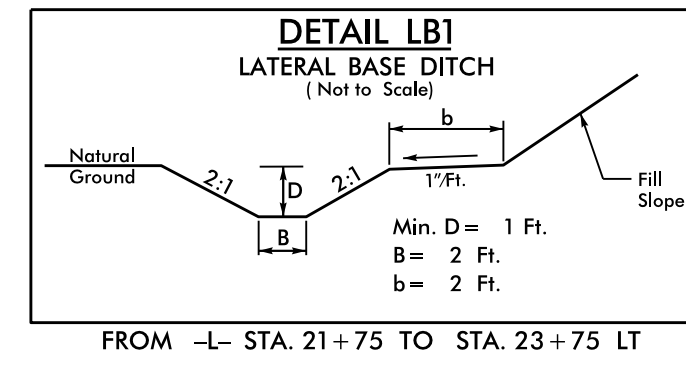 DETAIL LB1
LATERAL BASE DITCH
( Not to Scale)
b
Natural
Ground
2:1
D
2:1
1"/Ft.
B
Fill
Slope
Min. D = 1 Ft.
B = 2 Ft.
b = 2 Ft.
FROM -L- STA. 21+75 TO STA. 23+75 LT